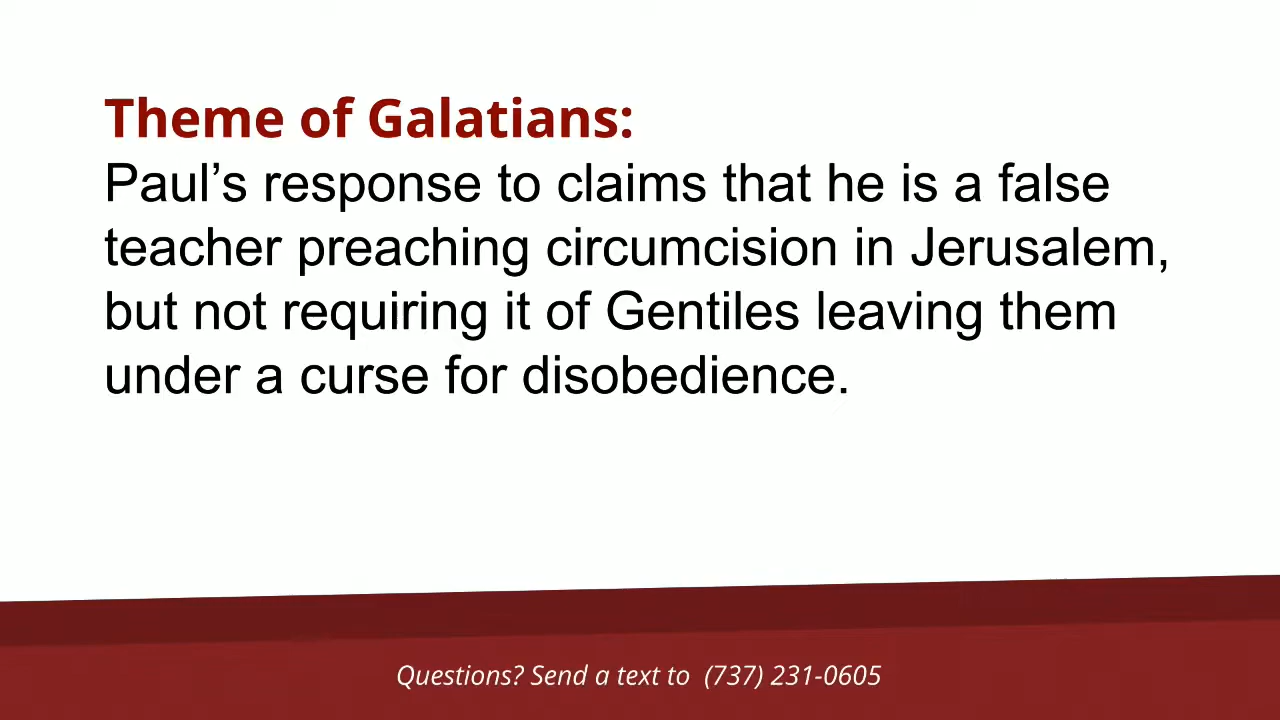 Theme of Galatians:
Paul’s response to claims that he is a false
teacher preaching circumcision in Jerusalem,
but not requiring it of Gentiles leaving them
under a curse for disobedience.
Questions? Send a text to  (737) 231-0605